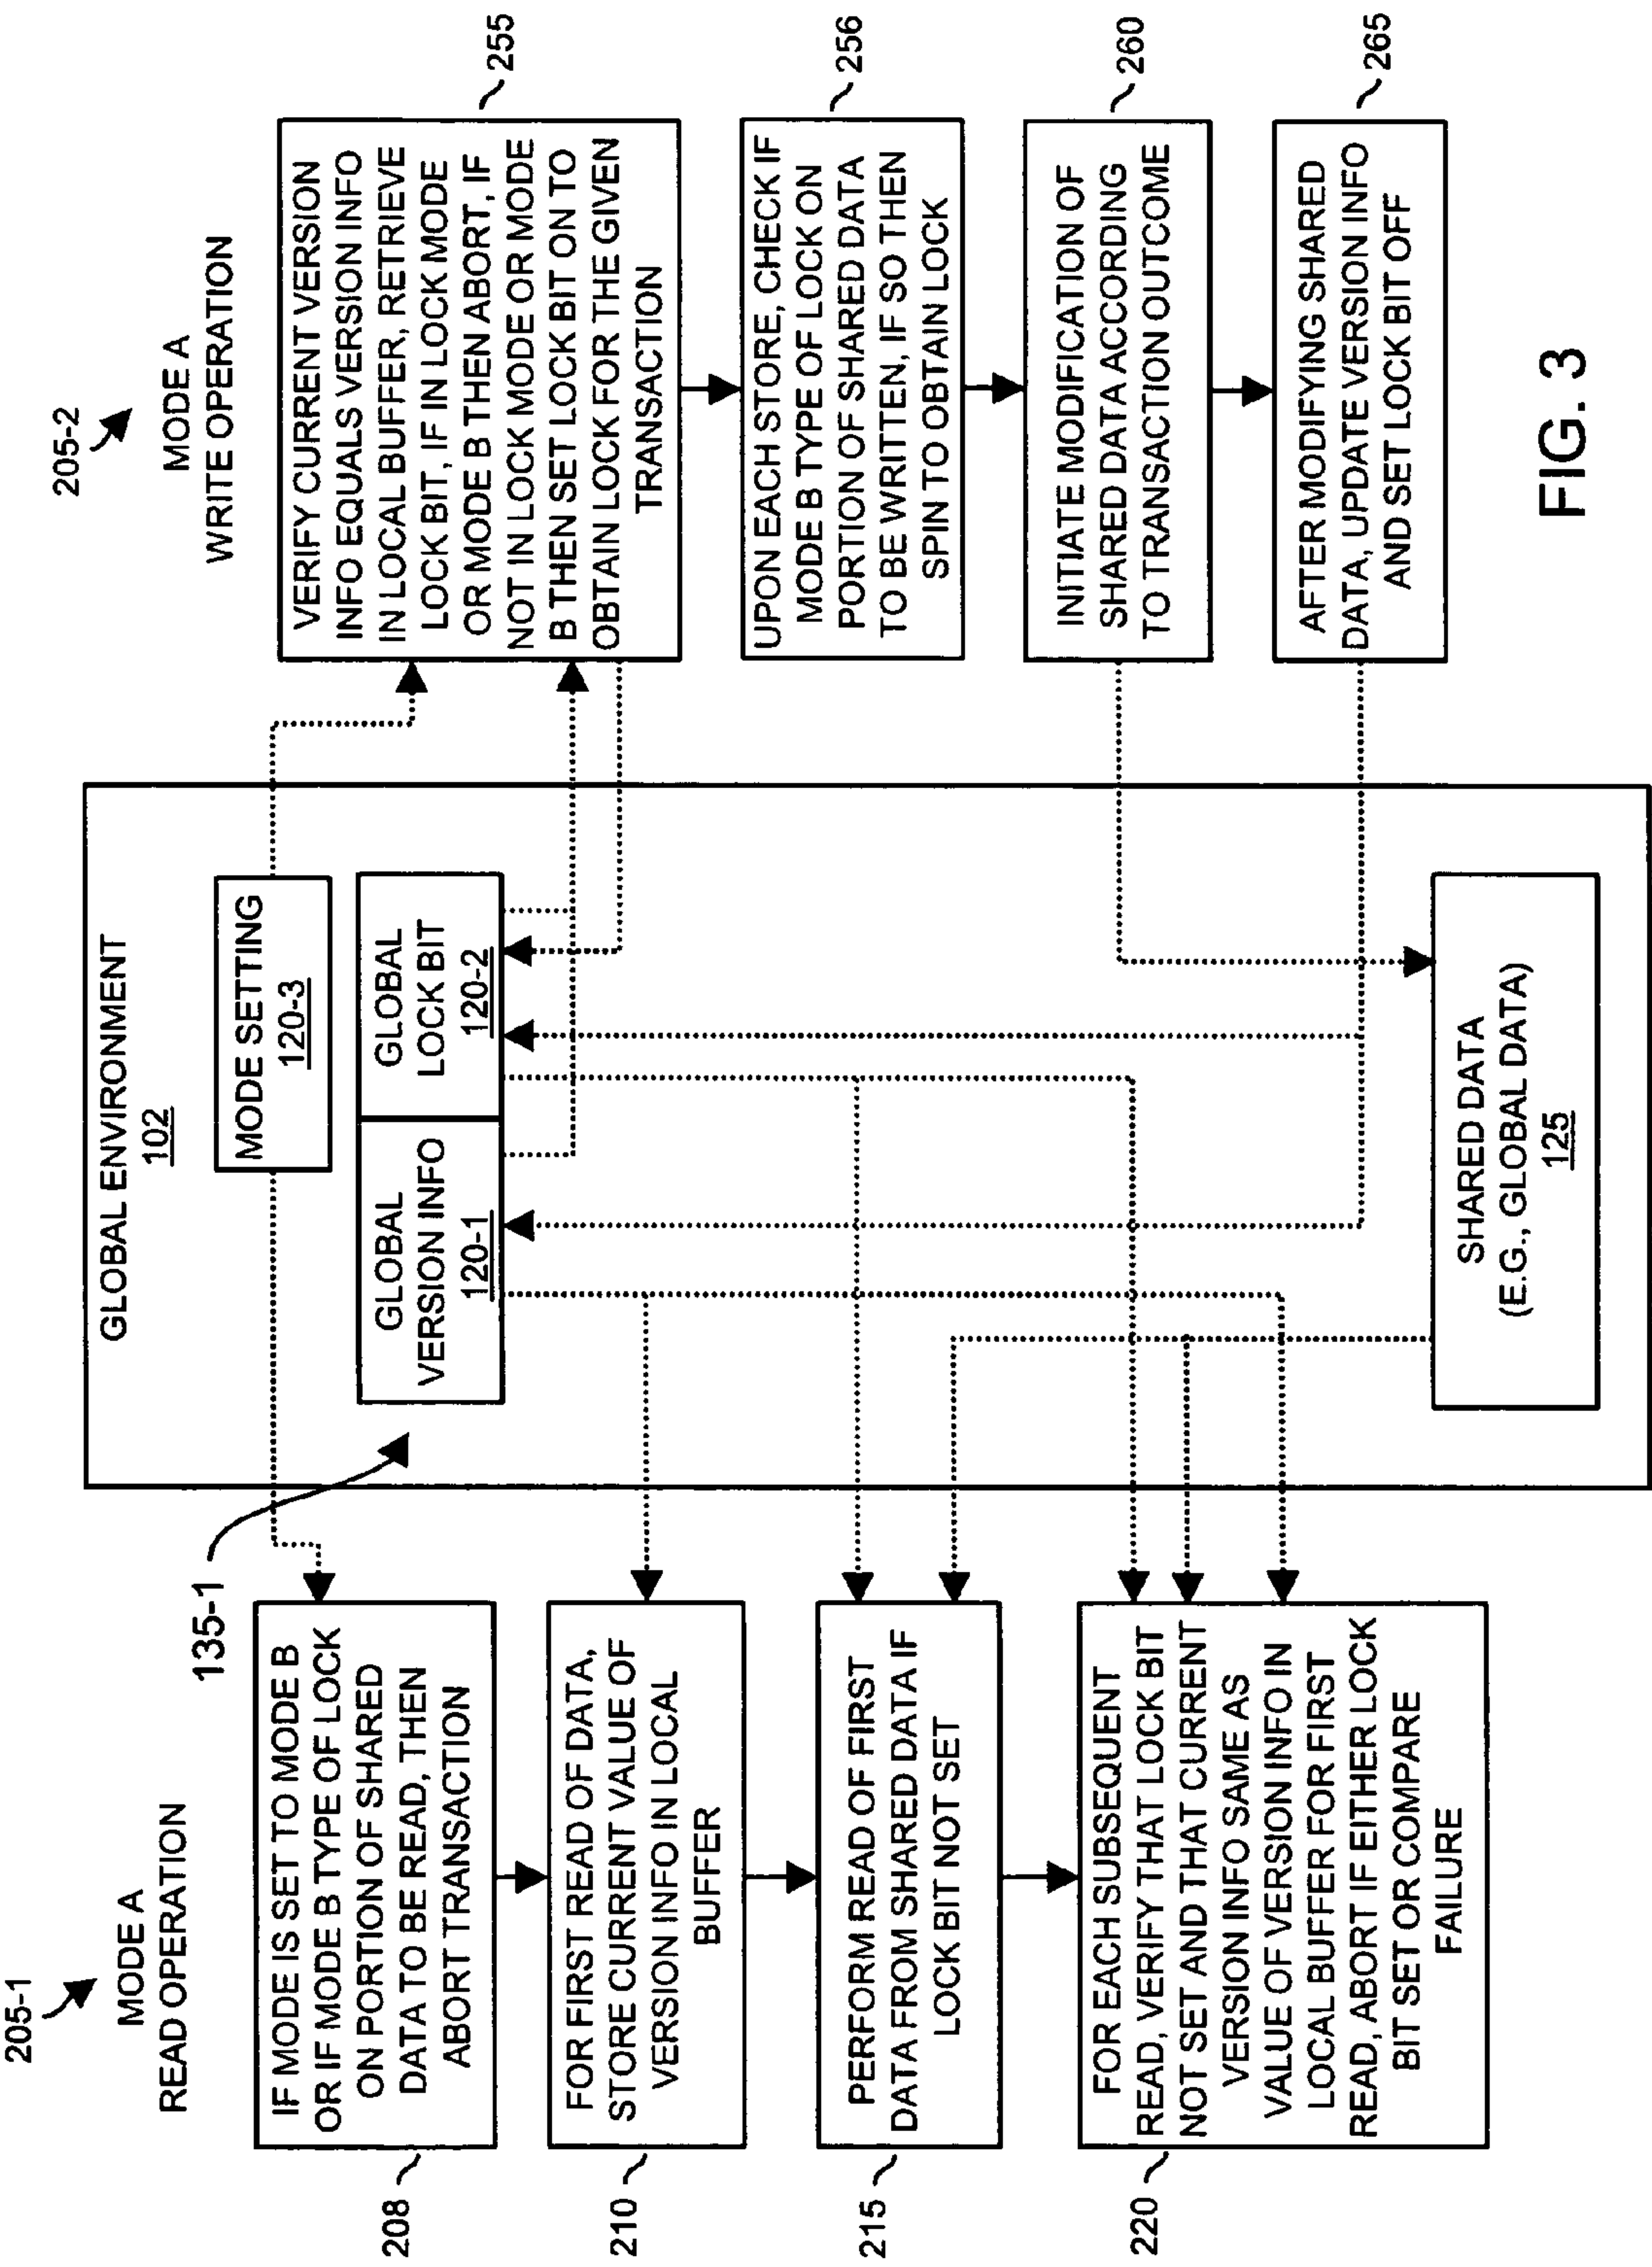 205-1
MODE A
READ OPERATION
208
IF MODE IS SET TO MODE B
OR IF MODE B TYPE OF LOCK
ON PORTION OF SHARED
DATA TO BE READ, THEN
ABORT TRANSACTION
210
FOR FIRST READ OF DATA,
STORE CURRENT VALUE OF
VERSION INFO IN LOCAL
BUFFER
215
PERFORM READ OF FIRST
DATA FROM SHARED DATA IF
LOCK BIT NOT SET
220
FOR EACH SUBSEQUENT
READ, VERIFY THAT LOCK BIT
NOT SET AND THAT CURRENT
VERSION INFO SAME AS
VALUE OF VERSION INFO IN
LOCAL BUFFER FOR FIRST
READ, ABORT IF EITHER LOCK
BIT SET OR COMPARE
FAILURE
135-1
GLOBAL ENVIRONMENT
102
MODE SETTING
120-3
GLOBAL
VERSION INFO
120-1
GLOBAL
LOCK BIT
120-2
SHARED DATA
(E.G., GLOBAL DATA)
125
205-2
MODE A
WRITE OPERATION
VERIFY CURRENT VERSION
INFO EQUALS VERSION INFO
IN LOCAL BUFFER, RETRIEVE
LOCK BIT, IF IN LOCK MODE
OR MODE B THEN ABORT, IF
NOT IN LOCK MODE OR MODE
B THEN SET LOCK BIT ON TO
OBTAIN LOCK FOR THE GIVEN
TRANSACTION
255
UPON EACH STORE, CHECK IF
MODE B TYPE OF LOCK ON
PORTION OF SHARED DATA
TO BE WRITTEN, IF SO THEN
SPIN TO OBTAIN LOCK
256
INITIATE MODIFICATION OF
SHARED DATA ACCORDING
TO TRANSACTION OUTCOME
260
AFTER MODIFYING SHARED
DATA, UPDATE VERSION INFO
AND SET LOCK BIT OFF
265
FIG. 3